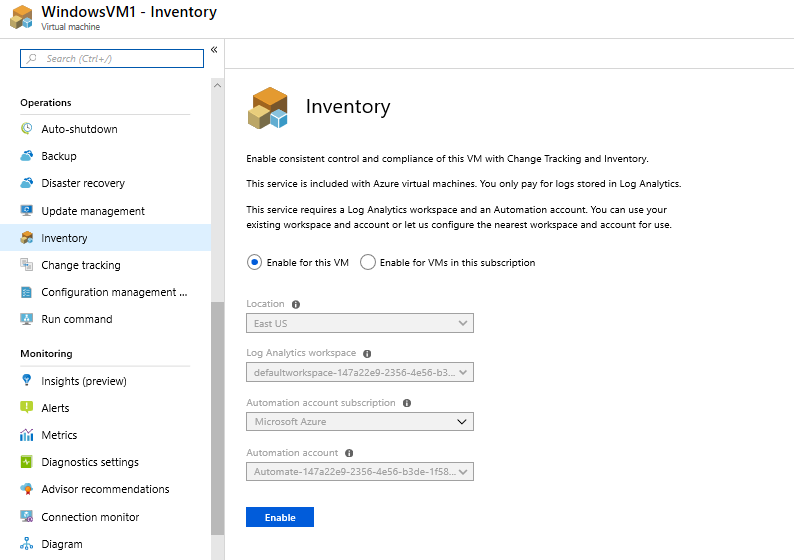 WindowsVM1 - Inventory
Virtual machine
Search (Ctrl+/)
«
Operations
Auto-shutdown
Backup
Disaster recovery
Update management
Inventory
Change tracking
Configuration management ...
Run command
Monitoring
Insights (preview)
Alerts
Metrics
Diagnostics settings
Advisor recommendations
Connection monitor
Diagram
Inventory
Enable consistent control and compliance of this VM with Change Tracking and Inventory.
This service is included with Azure virtual machines. You only pay for logs stored in Log Analytics.
This service requires a Log Analytics workspace and an Automation account. You can use your
existing workspace and account or let us configure the nearest workspace and account for use.
Enable for this VM Enable for VMs in this subscription
Location
East US
Log Analytics workspace
defaultworkspace-147a22e9-2356-4e56-b3...
Automation account subscription
Microsoft Azure
Automation account
Automate-147a22e9-2356-4e56-b3de-1f58...
Enable